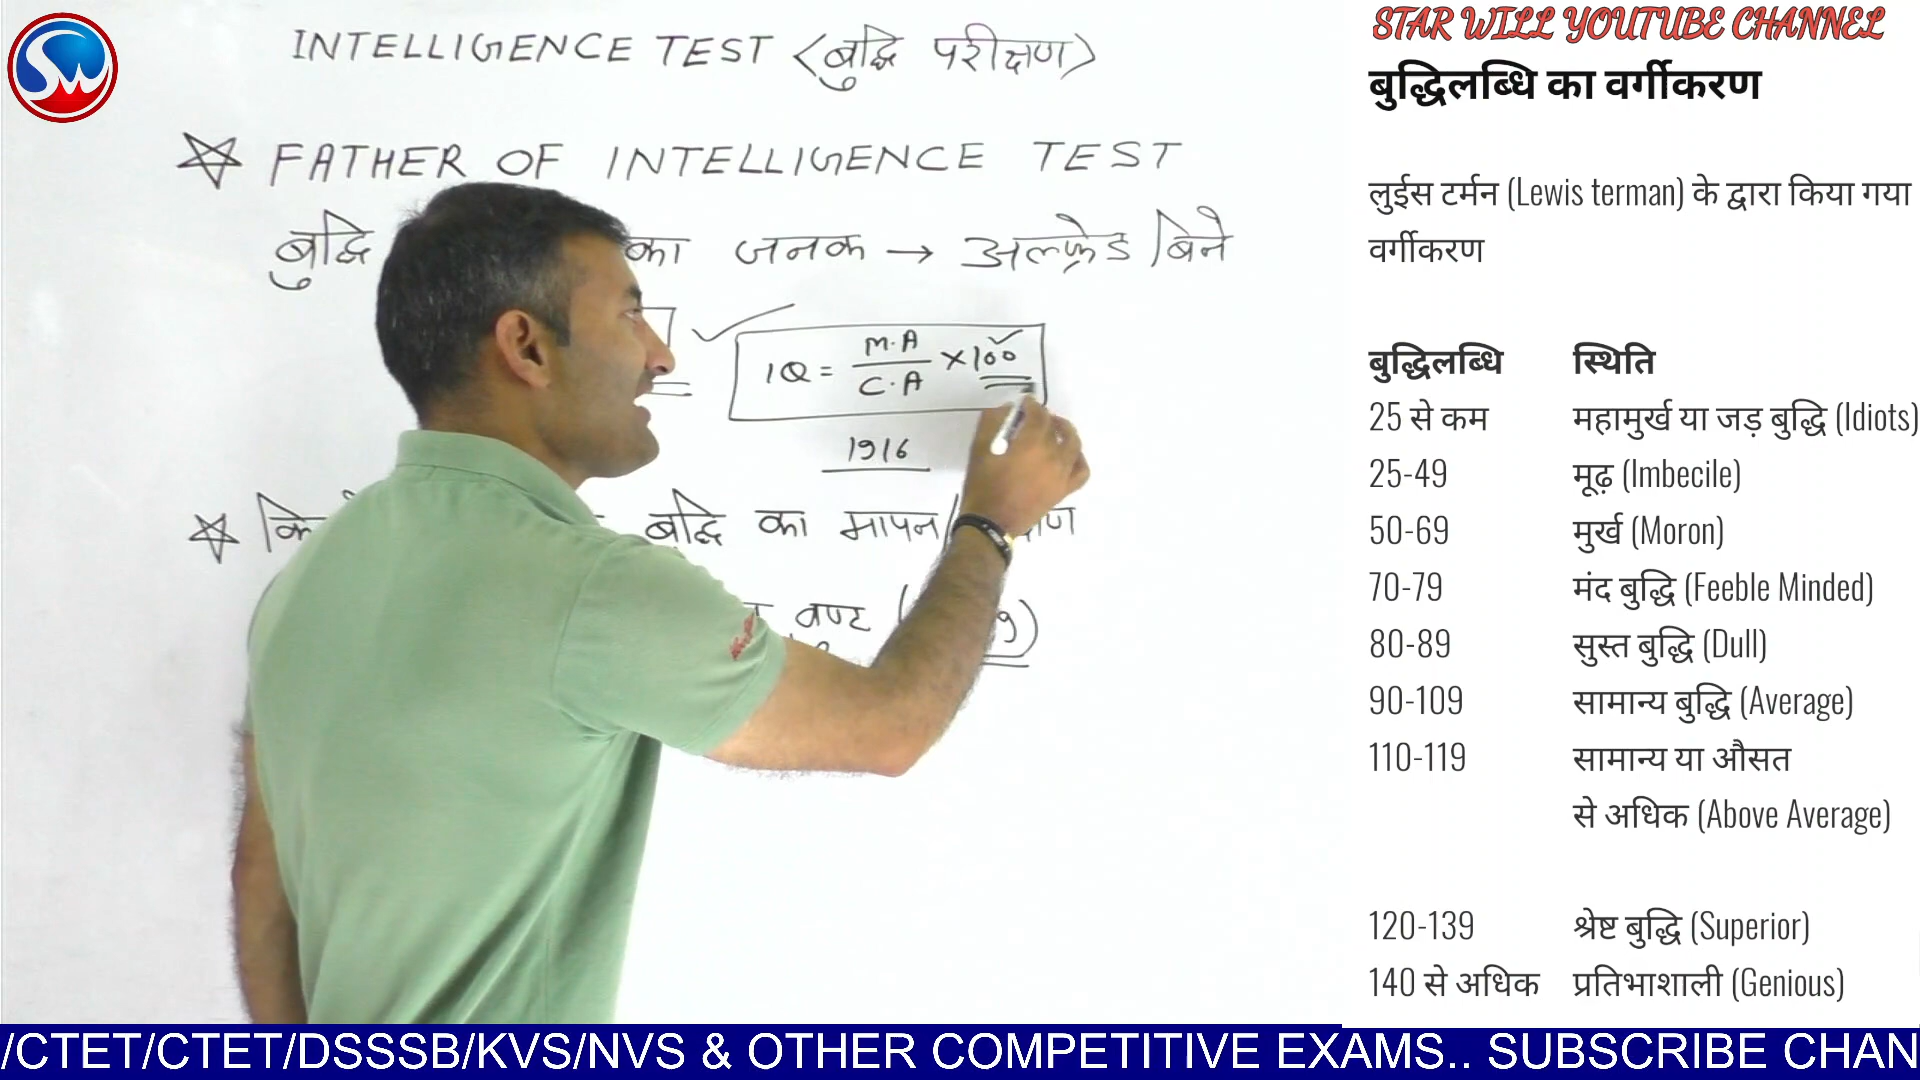 SW
INTELLIGENCE TEST (बुद्धि परीक्षण)
FATHER OF INTELLIGENCE TEST
बुद्धि का जनक → अल्फ्रेड बिने
IQ = M.A / C.A × 100
1916
बुद्धि का मापन/
वण्ट
STAR WILL YOUTUBE CHANNEL
बुद्धिलब्धि का वर्गीकरण
लुईस टर्मन (Lewis terman) के द्वारा किया गया
वर्गीकरण
बुद्धिलब्धि स्थिति
25 से कम महामुर्ख या जड़ बुद्धि (Idiots)
25-49 मूढ़ (Imbecile)
50-69 मुर्ख (Moron)
70-79 मंद बुद्धि (Feeble Minded)
80-89 सुस्त बुद्धि (Dull)
90-109 सामान्य बुद्धि (Average)
110-119 सामान्य या औसत
से अधिक (Above Average)
120-139 श्रेष्ट बुद्धि (Superior)
140 से अधिक प्रतिभाशाली (Genious)
/CTET/CTET/DSSSB/KVS/NVS & OTHER COMPETITIVE EXAMS.. SUBSCRIBE CHAN